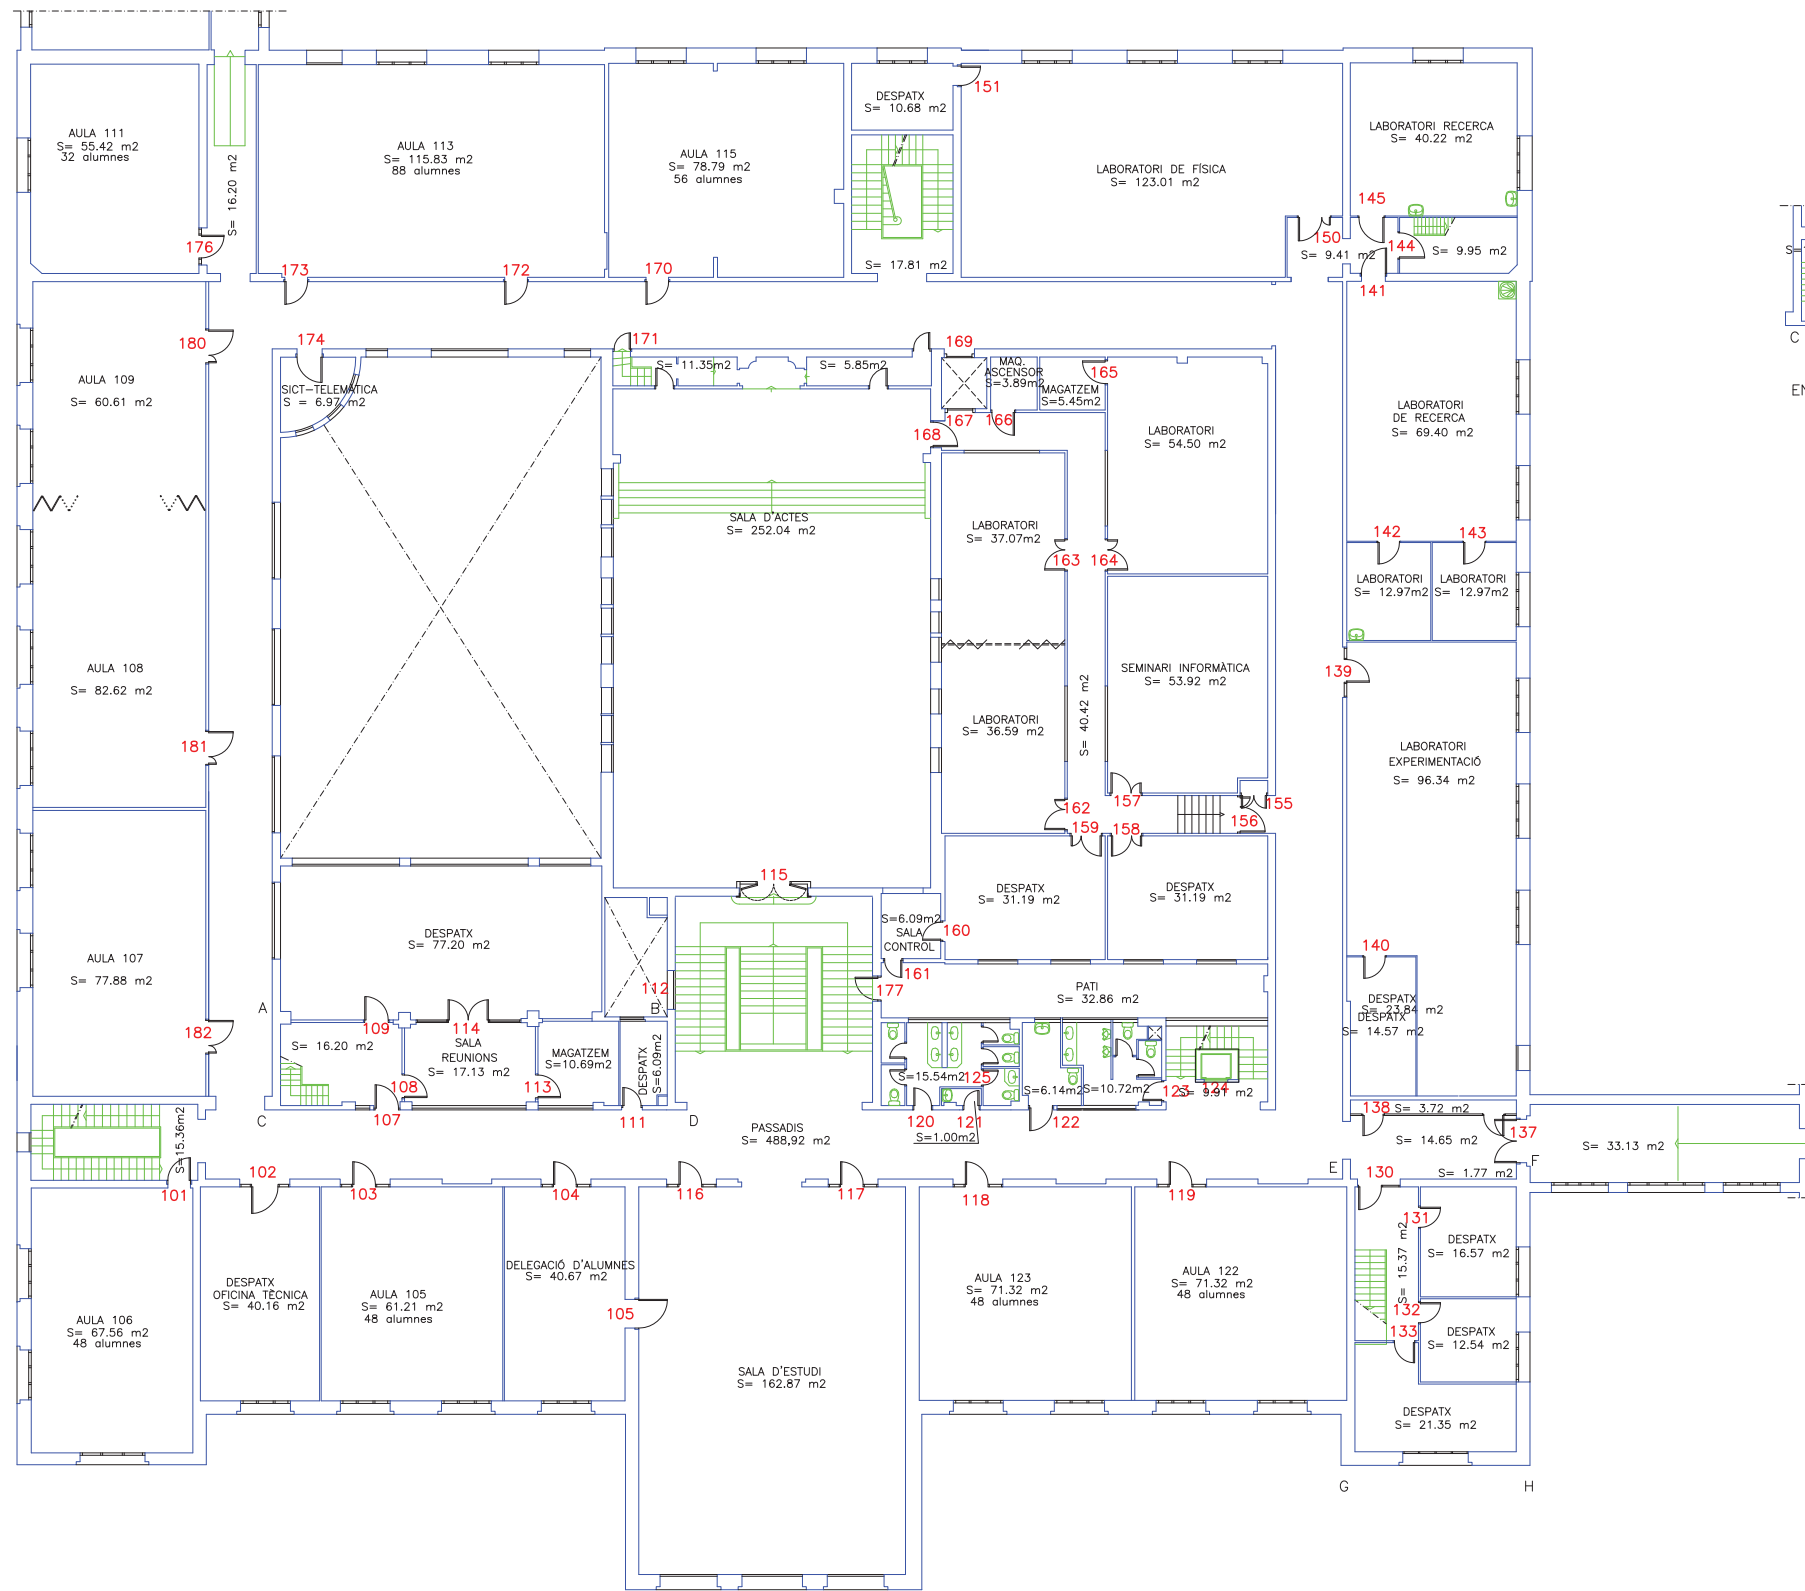 AULA 111
S= 55.42 m2
32 alumnes
S= 16.20 m2
176
AULA 113
S= 115.83 m2
88 alumnes
AULA 115
S= 78.79 m2
56 alumnes
DESPATX
S= 10.68 m2
151
S= 17.81 m2
LABORATORI DE FÍSICA
S= 123.01 m2
LABORATORI RECERCA
S= 40.22 m2
145
150
144
S= 9.41 m2
S= 9.95 m2
141
173
172
170
180
174
171
169
AULA 109
S= 60.61 m2
SICT-TELEMÀTICA
S = 6.97 m2
S= 11.35m2
S= 5.85m2
MAQ.
ASCENSOR
S=3.89m2
MAGATZEM
S=5.45m2
165
167
166
168
LABORATORI
S= 54.50 m2
LABORATORI
DE RECERCA
S= 69.40 m2
C
SALA D'ACTES
S= 252.04 m2
LABORATORI
S= 37.07m2
163
164
142
143
LABORATORI
S= 12.97m2
LABORATORI
S= 12.97m2
AULA 108
S= 82.62 m2
SEMINARI INFORMÀTICA
S= 53.92 m2
139
S= 40.42 m2
LABORATORI
S= 36.59 m2
181
LABORATORI
EXPERIMENTACIÓ
S= 96.34 m2
162
157
155
156
159
158
115
DESPATX
S= 31.19 m2
DESPATX
S= 31.19 m2
S=6.09m2
SALA
CONTROL
160
161
DESPATX
S= 77.20 m2
140
AULA 107
S= 77.88 m2
112
177
PATI
S= 32.86 m2
A
B
DESPATX
S= 23.84 m2
DESPATX
S= 14.57 m2
182
109
114
S= 16.20 m2
SALA
REUNIONS
S= 17.13 m2
MAGATZEM
S=10.69m2
DESPATX
S=6.09m2
108
113
S=15.54m2
125
S=6.14m2
S=10.72m2
123
124
S= 9.91 m2
C
107
111
D
120
121
122
S=1.00m2
PASSADIS
S= 488,92 m2
138
S= 3.72 m2
137
S= 14.65 m2
S= 1.77 m2
S= 33.13 m2
S=15.36m2
E
F
101
102
103
104
116
117
118
119
130
131
DESPATX
S= 16.57 m2
S= 15.37 m2
DESPATX
OFICINA TÈCNICA
S= 40.16 m2
AULA 105
S= 61.21 m2
48 alumnes
DELEGACIÓ D'ALUMNES
S= 40.67 m2
105
AULA 123
S= 71.32 m2
48 alumnes
AULA 122
S= 71.32 m2
48 alumnes
AULA 106
S= 67.56 m2
48 alumnes
132
133
DESPATX
S= 12.54 m2
SALA D'ESTUDI
S= 162.87 m2
DESPATX
S= 21.35 m2
G
H